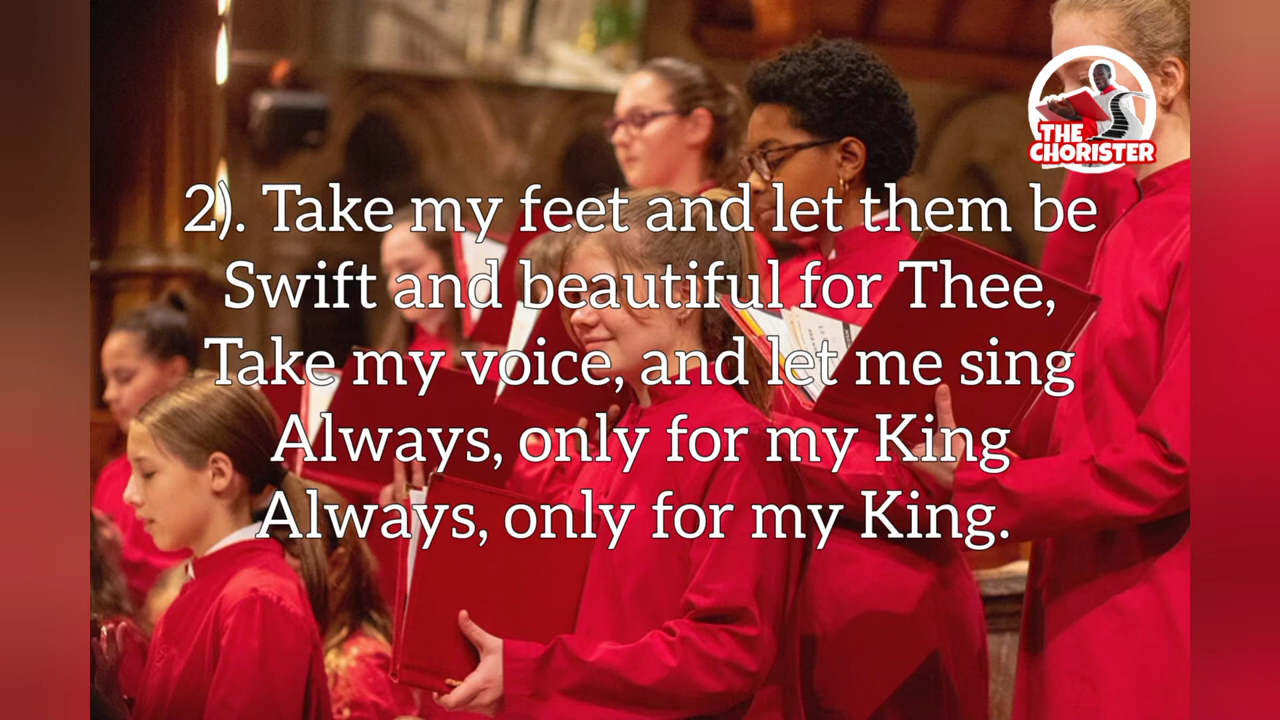 THE
CHORISTER
2). Take my feet and let them be
Swift and beautiful for Thee,
Take my voice, and let me sing
Always, only for my King
Always, only for my King.